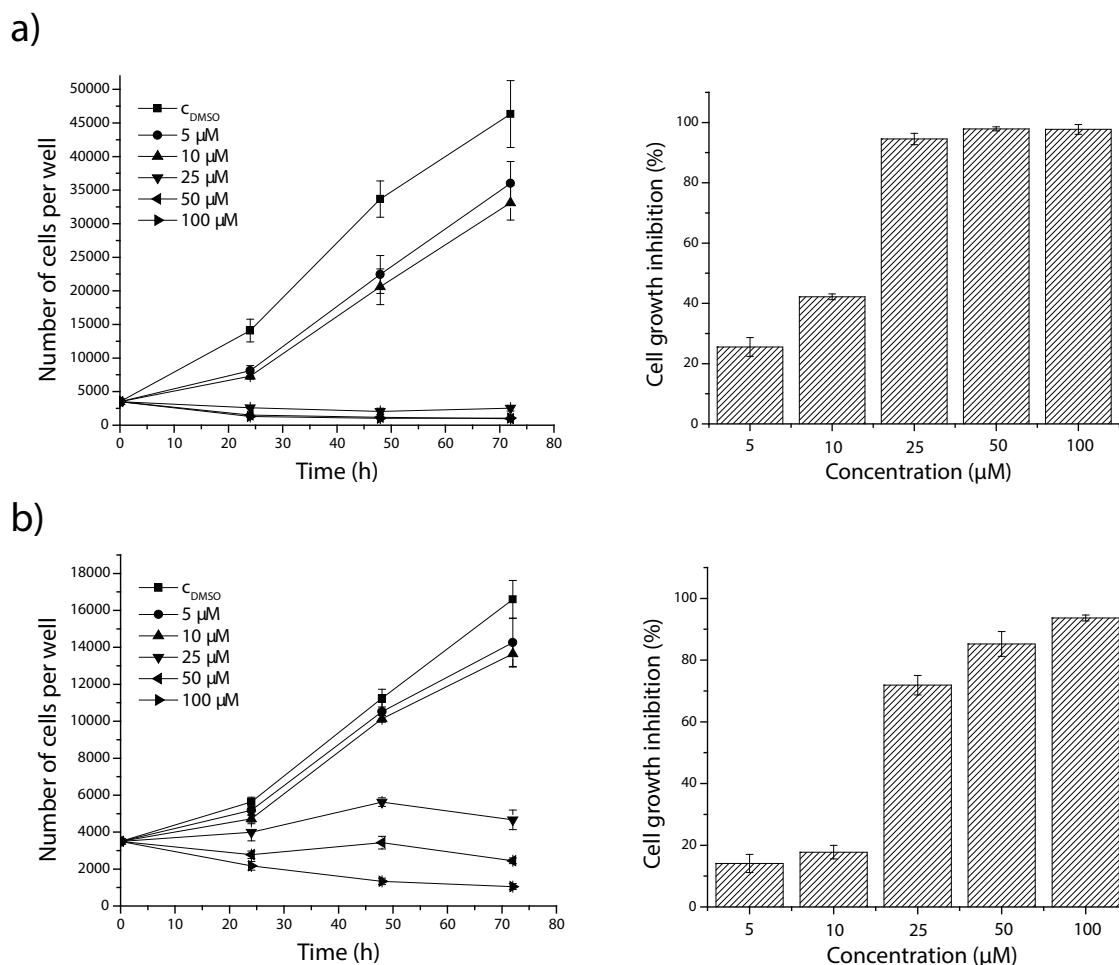 a)
Number of cells per well
50000
45000
40000
35000
30000
25000
20000
15000
10000
5000
0
c_DMSO
5 µM
10 µM
25 µM
50 µM
100 µM
0 10 20 30 40 50 60 70 80
Time (h)
Cell growth inhibition (%)
100
80
60
40
20
0
5 10 25 50 100
Concentration (µM)
b)
Number of cells per well
18000
16000
14000
12000
10000
8000
6000
4000
2000
0
c_DMSO
5 µM
10 µM
25 µM
50 µM
100 µM
0 10 20 30 40 50 60 70 80
Time (h)
Cell growth inhibition (%)
100
80
60
40
20
0
5 10 25 50 100
Concentration (µM)